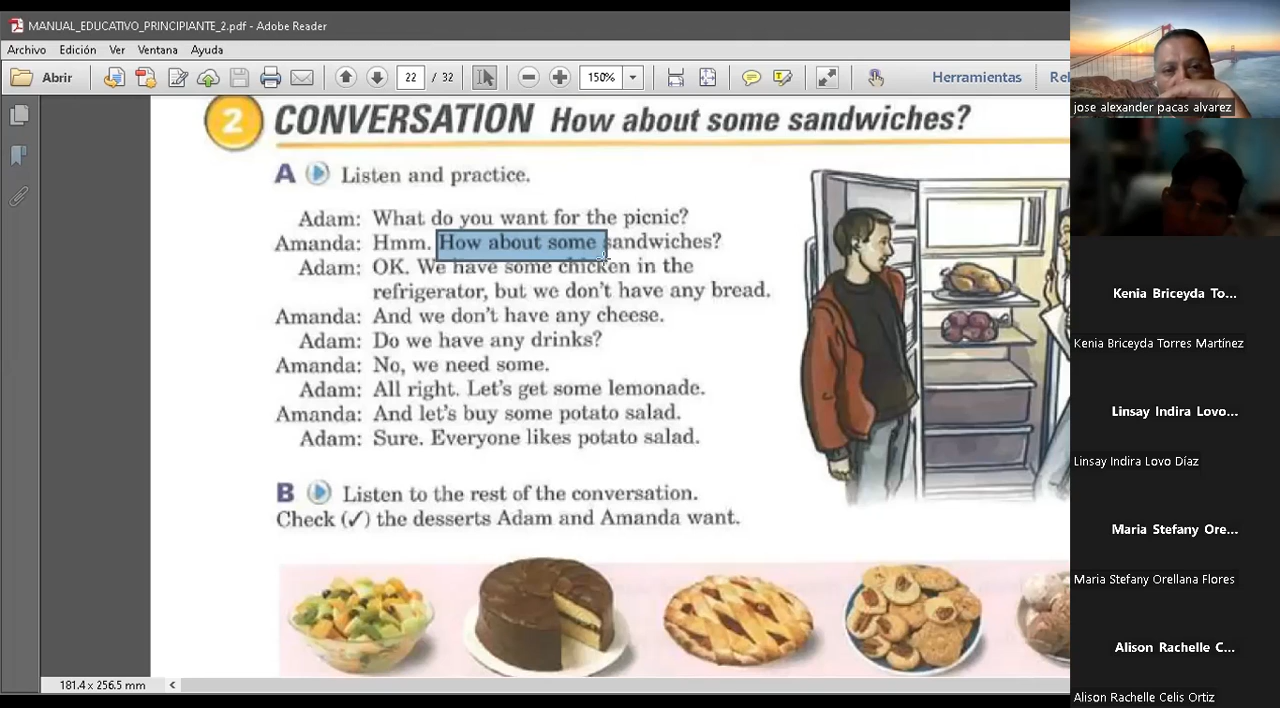 MANUAL_EDUCATIVO_PRINCIPIANTE_2.pdf - Adobe Reader
Archivo Edición Ver Ventana Ayuda
Abrir 22 / 32 150% Herramientas Rel
2 CONVERSATION How about some sandwiches?
A Listen and practice.
Adam: What do you want for the picnic?
Amanda: Hmm. How about some sandwiches?
Adam: OK. We have some chicken in the
refrigerator, but we don't have any bread.
Amanda: And we don't have any cheese.
Adam: Do we have any drinks?
Amanda: No, we need some.
Adam: All right. Let's get some lemonade.
Amanda: And let's buy some potato salad.
Adam: Sure. Everyone likes potato salad.
B Listen to the rest of the conversation.
Check (✓) the desserts Adam and Amanda want.
181.4 x 256.5 mm
jose alexander pacas alvarez
Kenia Briceyda To...
Kenia Briceyda Torres Martínez
Linsay Indira Lovo...
Linsay Indira Lovo Díaz
Maria Stefany Ore...
Maria Stefany Orellana Flores
Alison Rachelle C...
Alison Rachelle Celis Ortiz